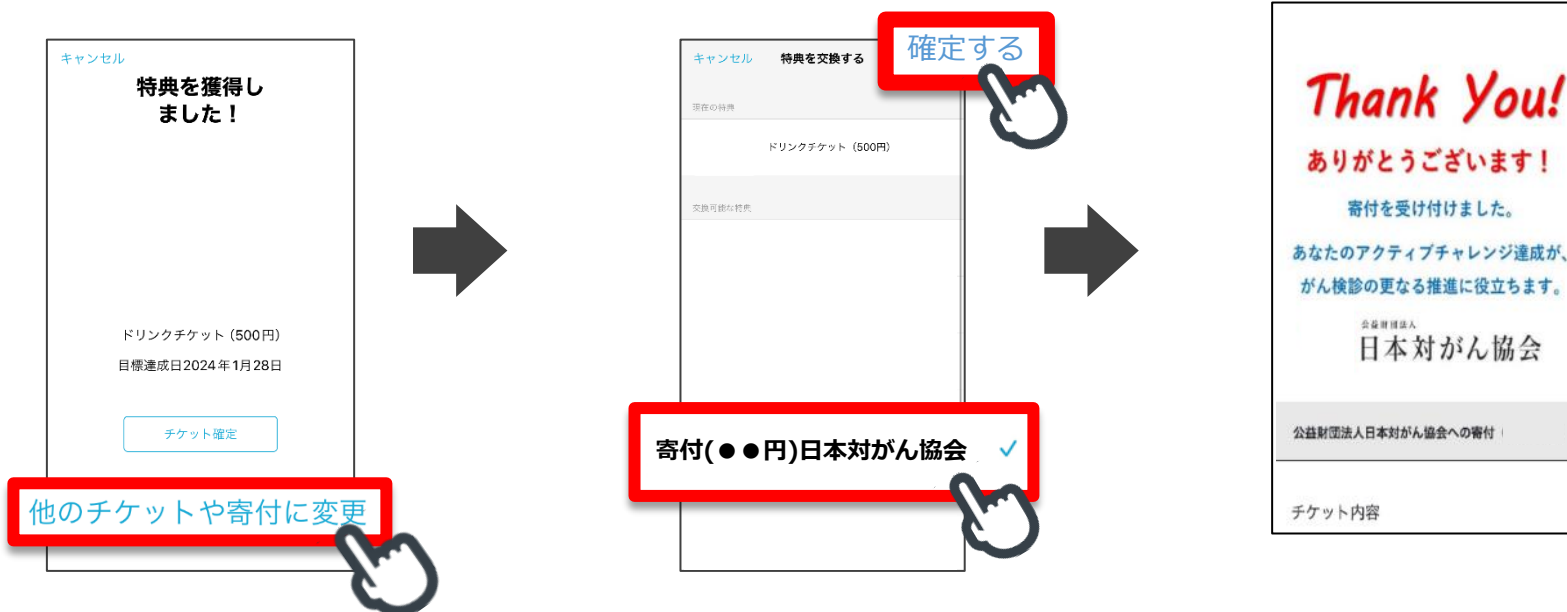 キャンセル
特典を獲得し
ました！
ドリンクチケット（500円）
目標達成日2024年1月28日
チケット確定
他のチケットや寄付に変更
キャンセル
特典を交換する
確定する
現在の特典
ドリンクチケット（500円）
交換可能な特典
寄付(●●円)日本対がん協会
Thank You!
ありがとうございます！
寄付を受け付けました。
あなたのアクティブチャレンジ達成が、
がん検診の更なる推進に役立ちます。
公益財団法人
日本対がん協会
公益財団法人日本対がん協会への寄付
チケット内容